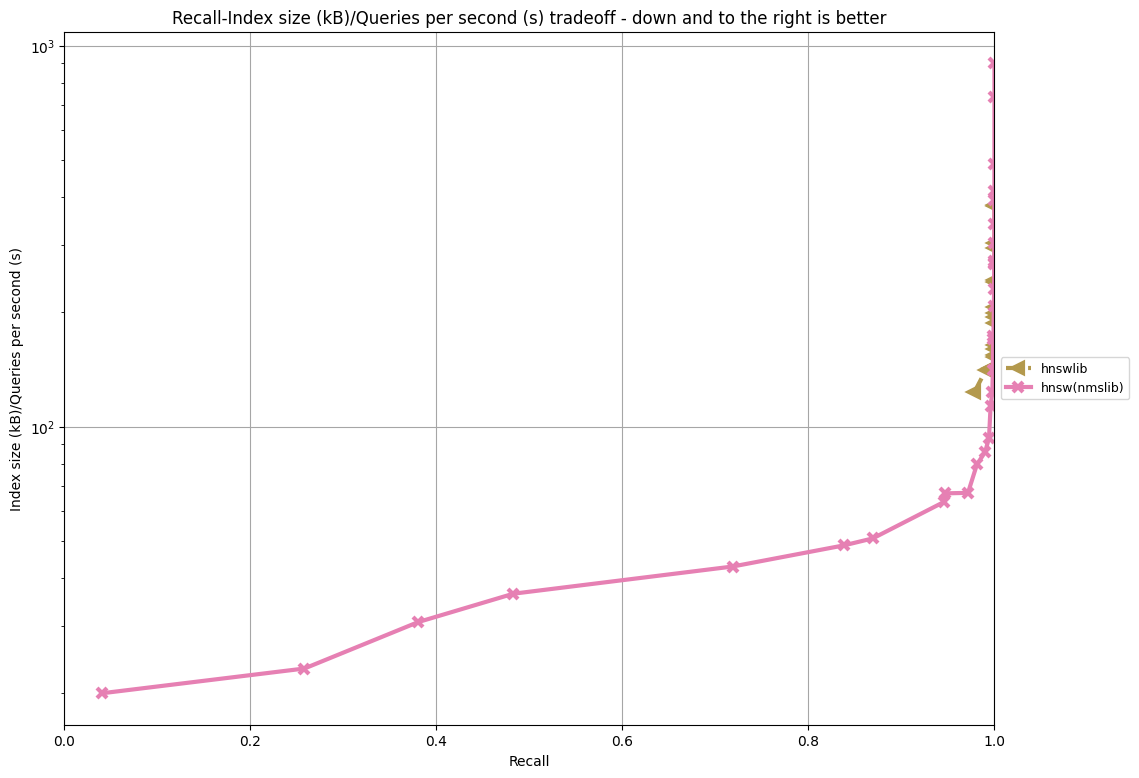 Recall-Index size (kB)/Queries per second (s) tradeoff - down and to the right is better
Index size (kB)/Queries per second (s)
10³
10²
0.0 0.2 0.4 0.6 0.8 1.0
Recall
hnswlib
hnsw(nmslib)